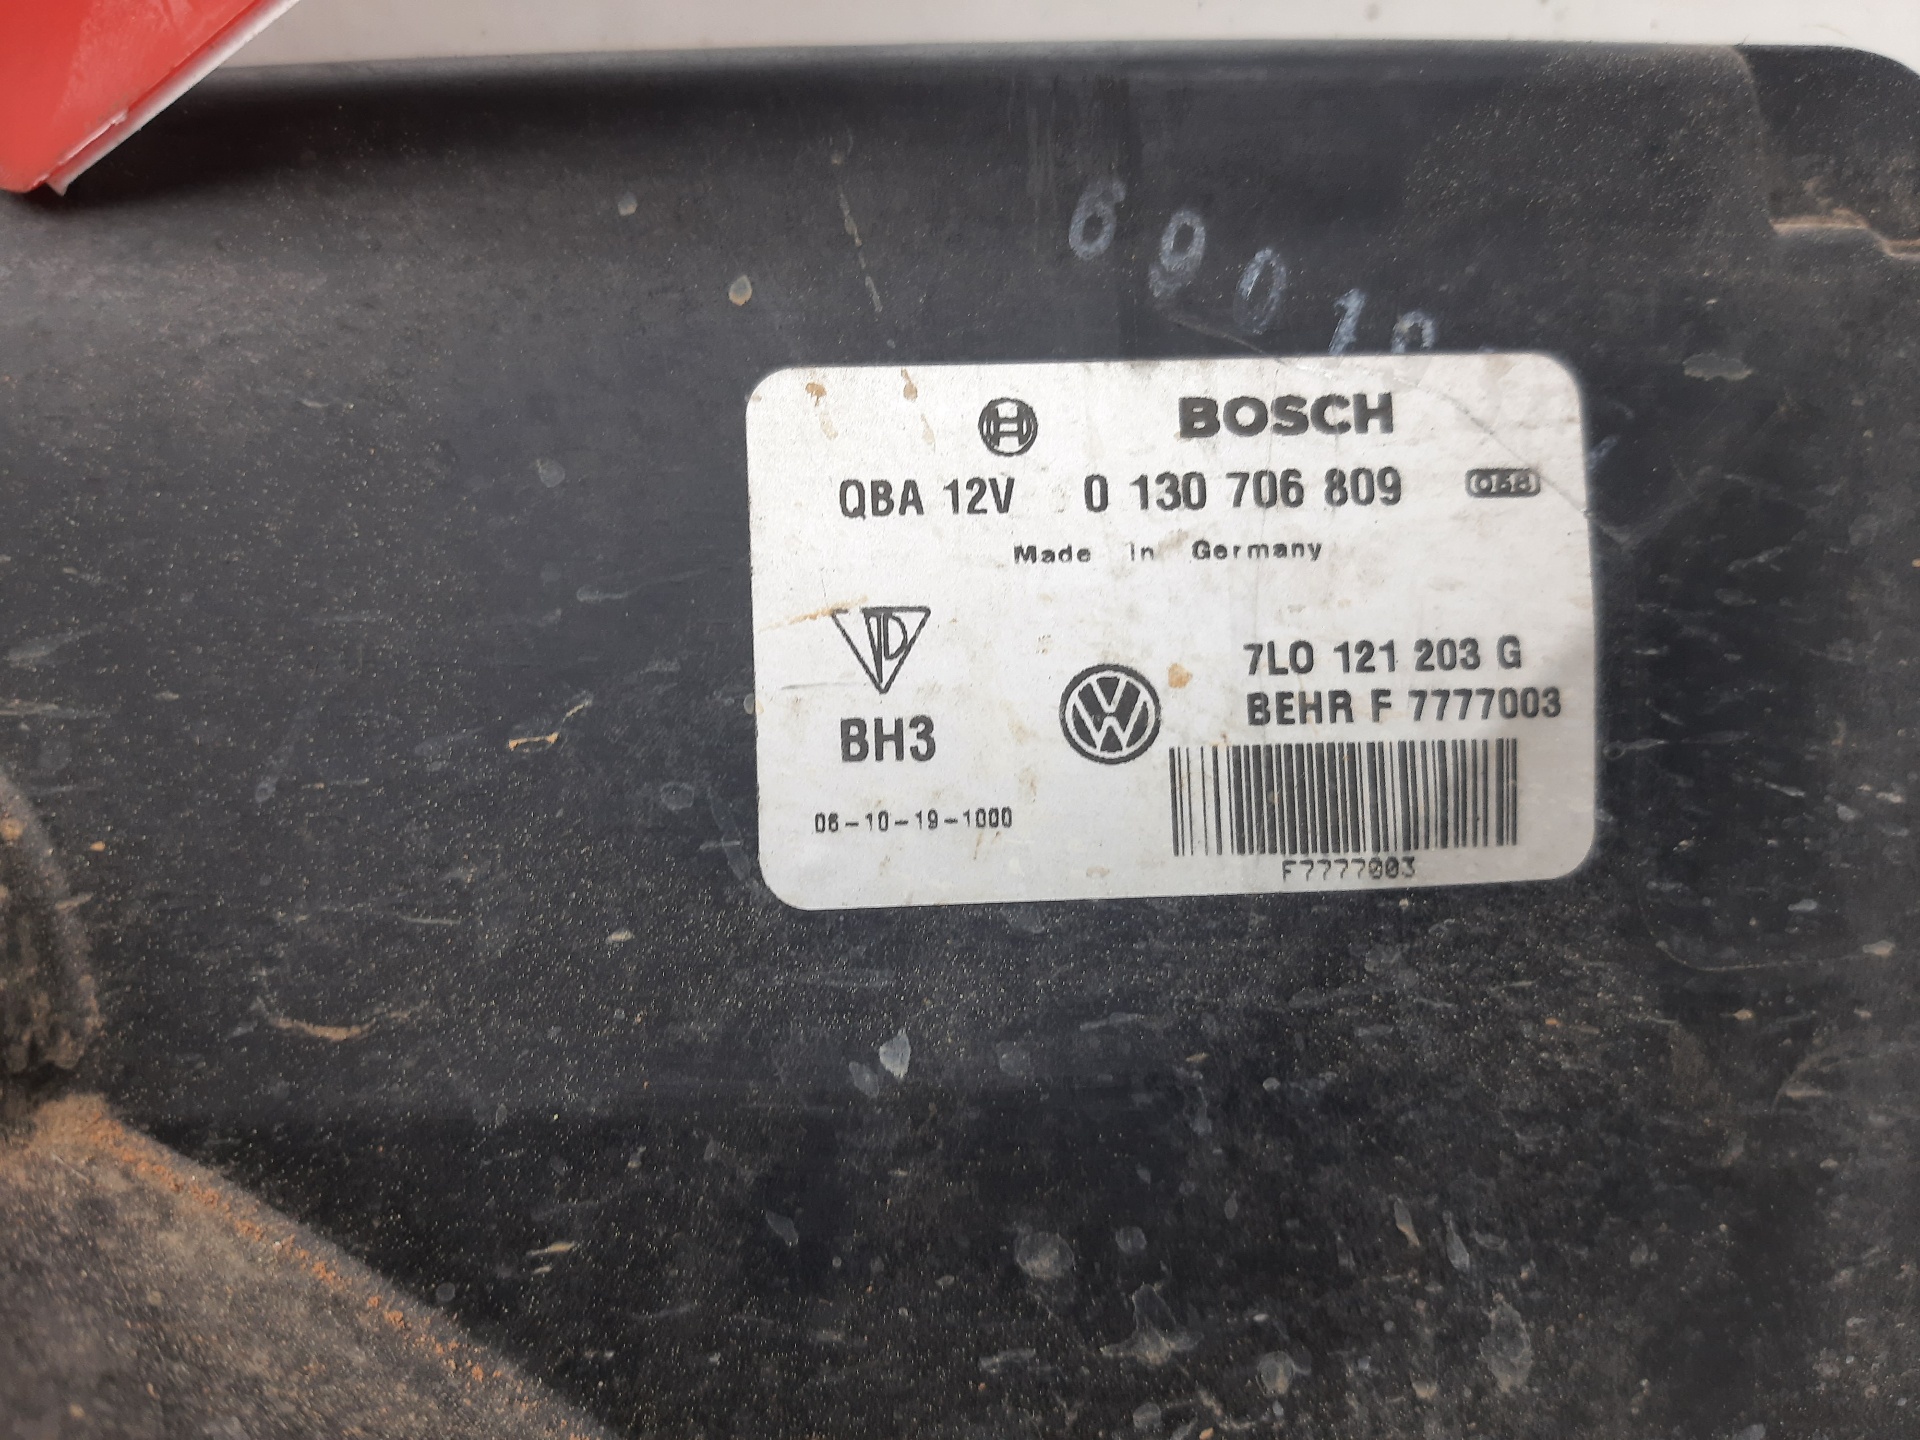 6901
BOSCH
QBA 12V 0 130 706 809
Made in Germany
7L0 121 203 G
BEHR F 7777003
BH3
06-10-19-1000
F7777003